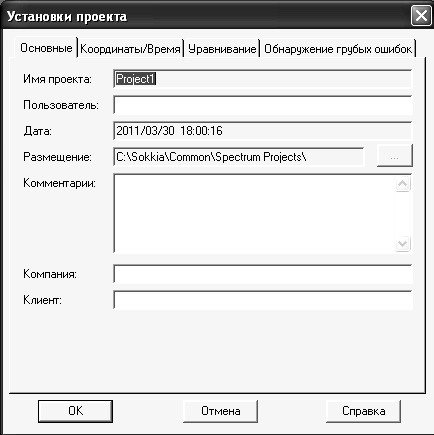 Установки проекта
Основные Координаты/Время Уравнивание Обнаружение грубых ошибок
Имя проекта: Project1
Пользователь:
Дата: 2011/03/30 18:00:16
Размещение: C:\Sokkia\Common\Spectrum Projects\ ...
Комментарии:
Компания:
Клиент:
OK Отмена Справка